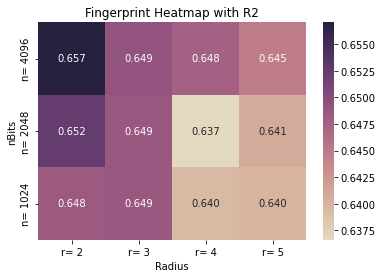 Fingerprint Heatmap with R2
nBits
n= 4096
0.657 0.649 0.648 0.645
n= 2048
0.652 0.649 0.637 0.641
n= 1024
0.648 0.649 0.640 0.640
r= 2 r= 3 r= 4 r= 5
Radius
0.6550
0.6525
0.6500
0.6475
0.6450
0.6425
0.6400
0.6375